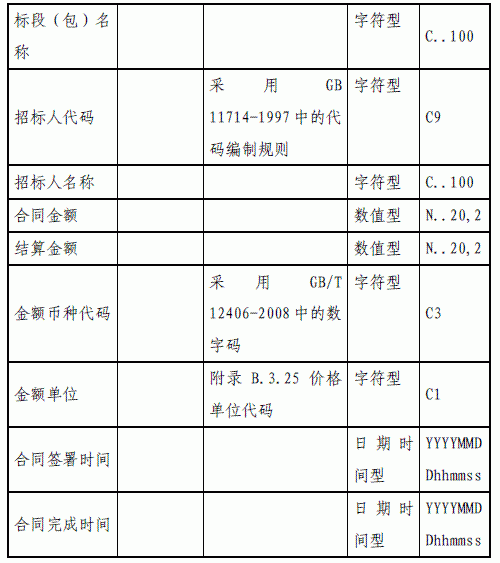 标段（包）名 字符型
称 C..100
采用 GB 字符型
招标人代码 11714-1997 中的代 C9
码编制规则
招标人名称 字符型 C..100
合同金额 数值型 N..20,2
结算金额 数值型 N..20,2
采用 GB/T 字符型
金额币种代码 12406-2008 中的数 C3
字码
金额单位 附录 B.3.25 价格 字符型 C1
单位代码
合同签署时间 日期时 YYYYMMD
间型 Dhhmmss
合同完成时间 日期时 YYYYMMD
间型 Dhhmmss